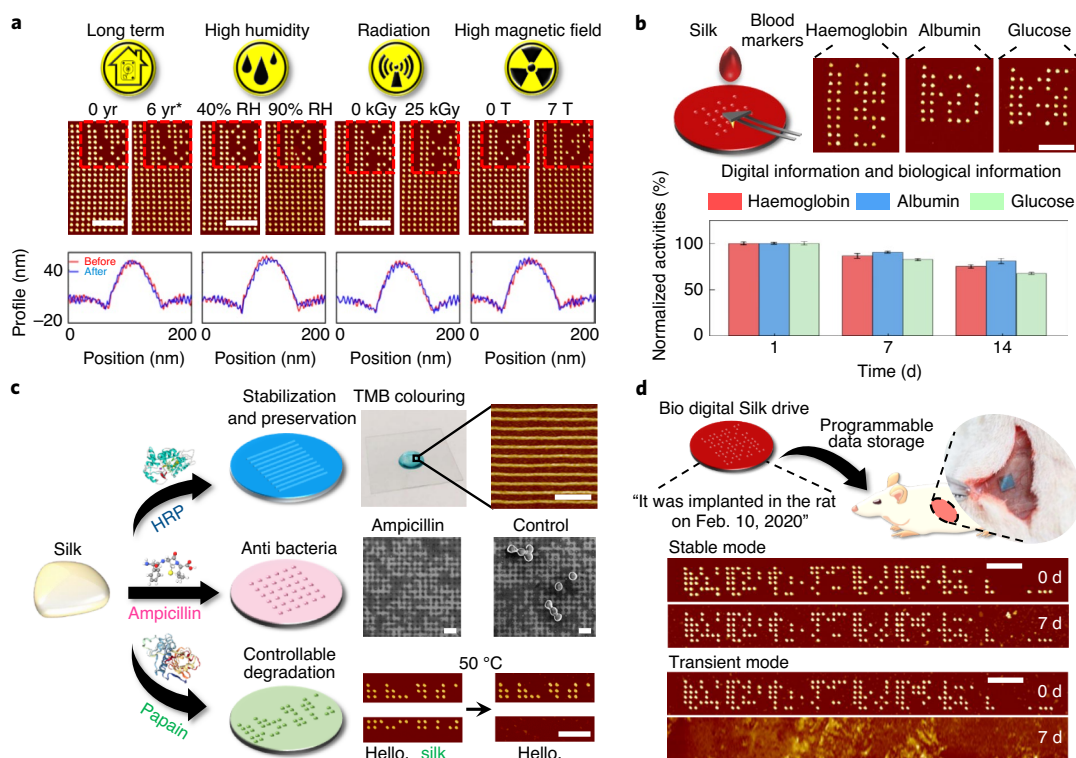 a
Long term
High humidity
Radiation
High magnetic field
0 yr
6 yr*
40% RH
90% RH
0 kGy
25 kGy
0 T
7 T
Profile (nm)
40
–20
Before
After
0
200
0
200
0
200
0
200
Position (nm)
Position (nm)
Position (nm)
Position (nm)
b
Silk
Blood
markers
Haemoglobin
Albumin
Glucose
Digital information and biological information
Haemoglobin
Albumin
Glucose
Normalized activities (%)
100
50
0
1
7
14
Time (d)
c
Silk
HRP
Ampicillin
Papain
Stabilization
and preservation
TMB colouring
Anti bacteria
Ampicillin
Control
Controllable
degradation
50 °C
Hello, silk
Hello,
d
Bio digital Silk drive
Programmable
data storage
“It was implanted in the rat
on Feb. 10, 2020”
Stable mode
0 d
7 d
Transient mode
0 d
7 d